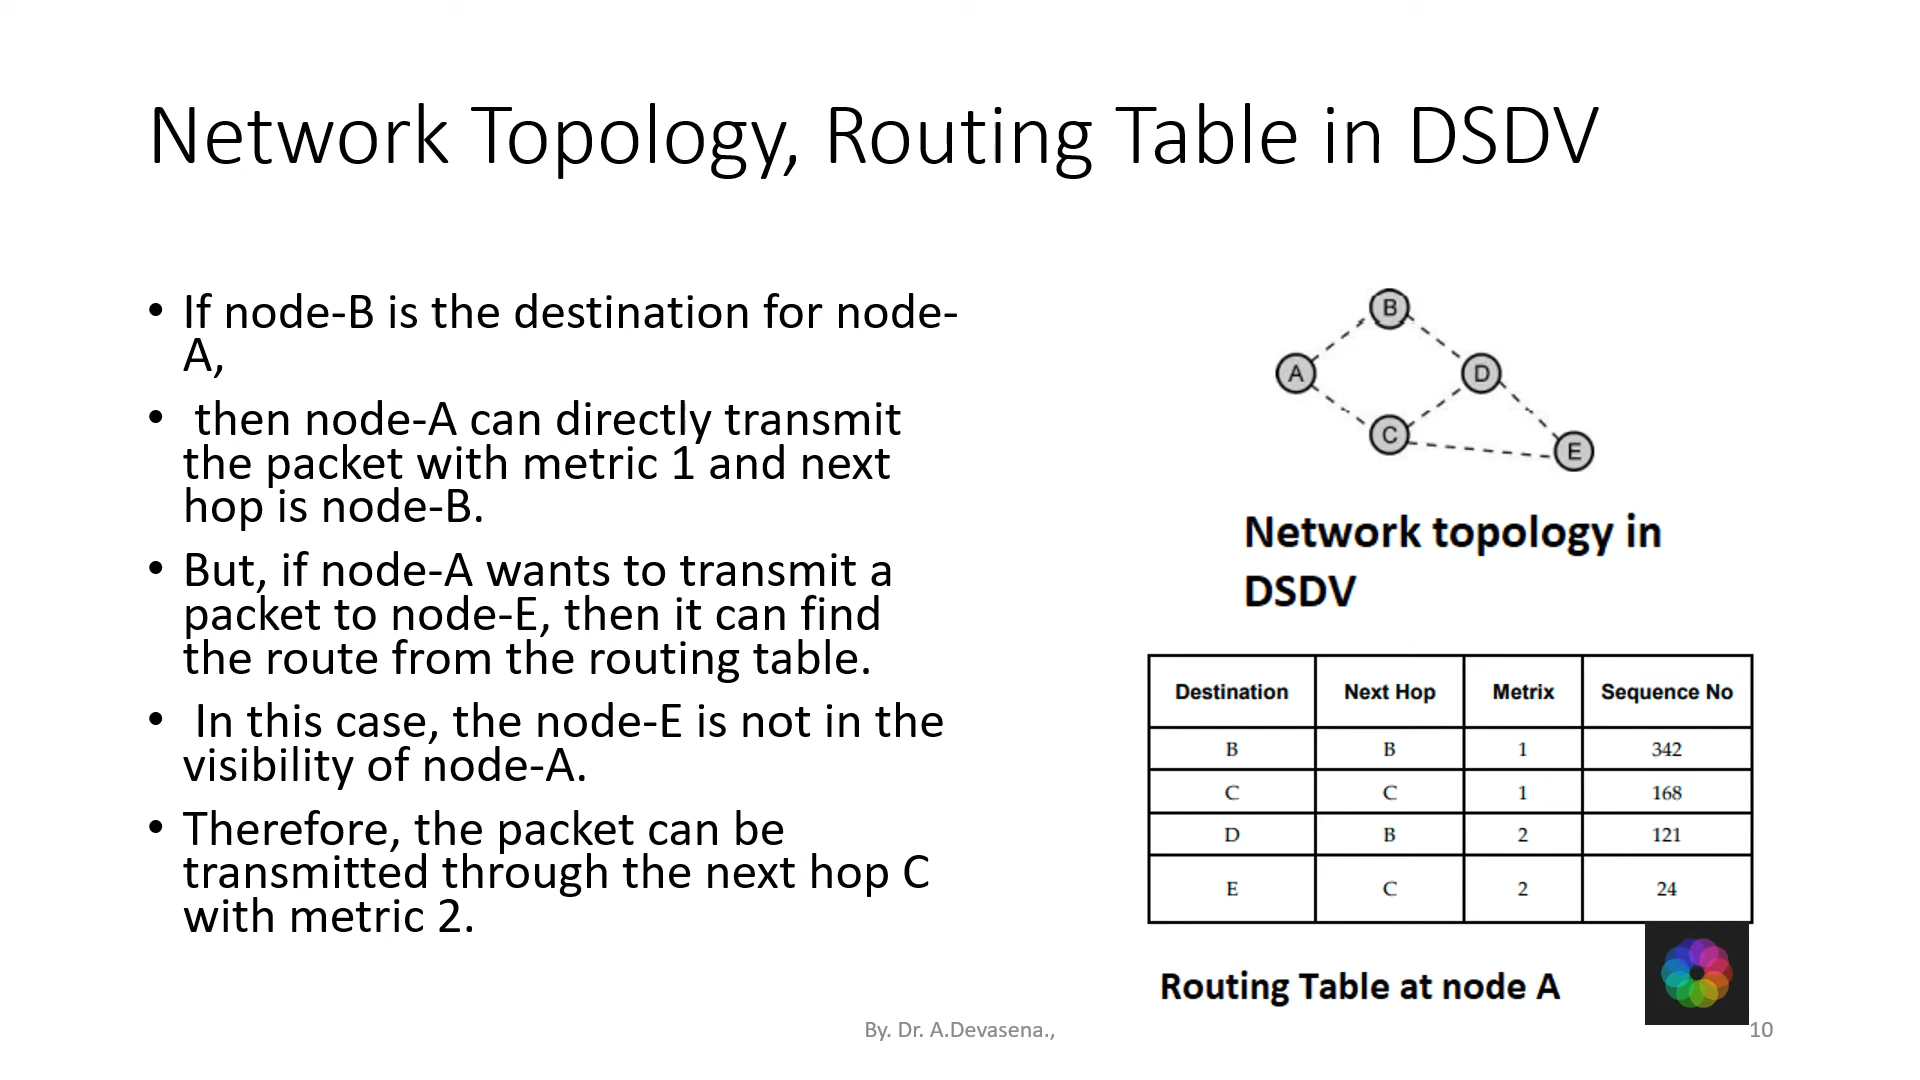 Network Topology, Routing Table in DSDV
• If node-B is the destination for node-
A,
• then node-A can directly transmit
the packet with metric 1 and next
hop is node-B.
• But, if node-A wants to transmit a
packet to node-E, then it can find
the route from the routing table.
• In this case, the node-E is not in the
visibility of node-A.
• Therefore, the packet can be
transmitted through the next hop C
with metric 2.
B
A
D
C
E
Network topology in
DSDV
Destination Next Hop Metrix Sequence No
B B 1 342
C C 1 168
D B 2 121
E C 2 24
Routing Table at node A
By. Dr. A.Devasena.,
10